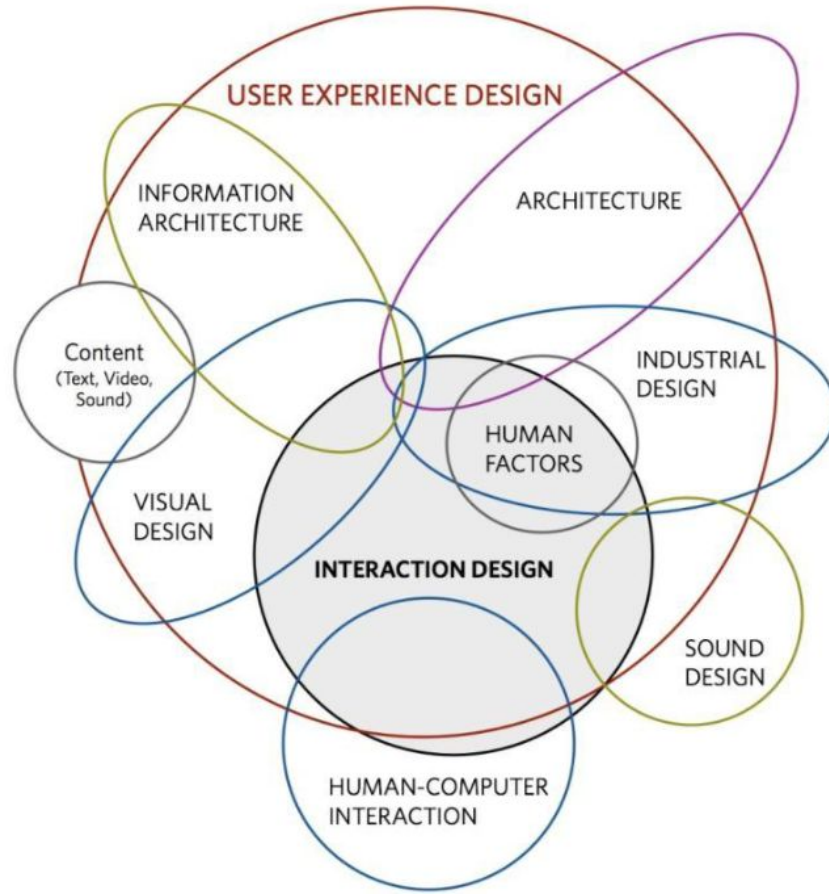 USER EXPERIENCE DESIGN
INFORMATION
ARCHITECTURE
ARCHITECTURE
Content
(Text, Video,
Sound)
INDUSTRIAL
DESIGN
HUMAN
FACTORS
VISUAL
DESIGN
INTERACTION DESIGN
SOUND
DESIGN
HUMAN-COMPUTER
INTERACTION